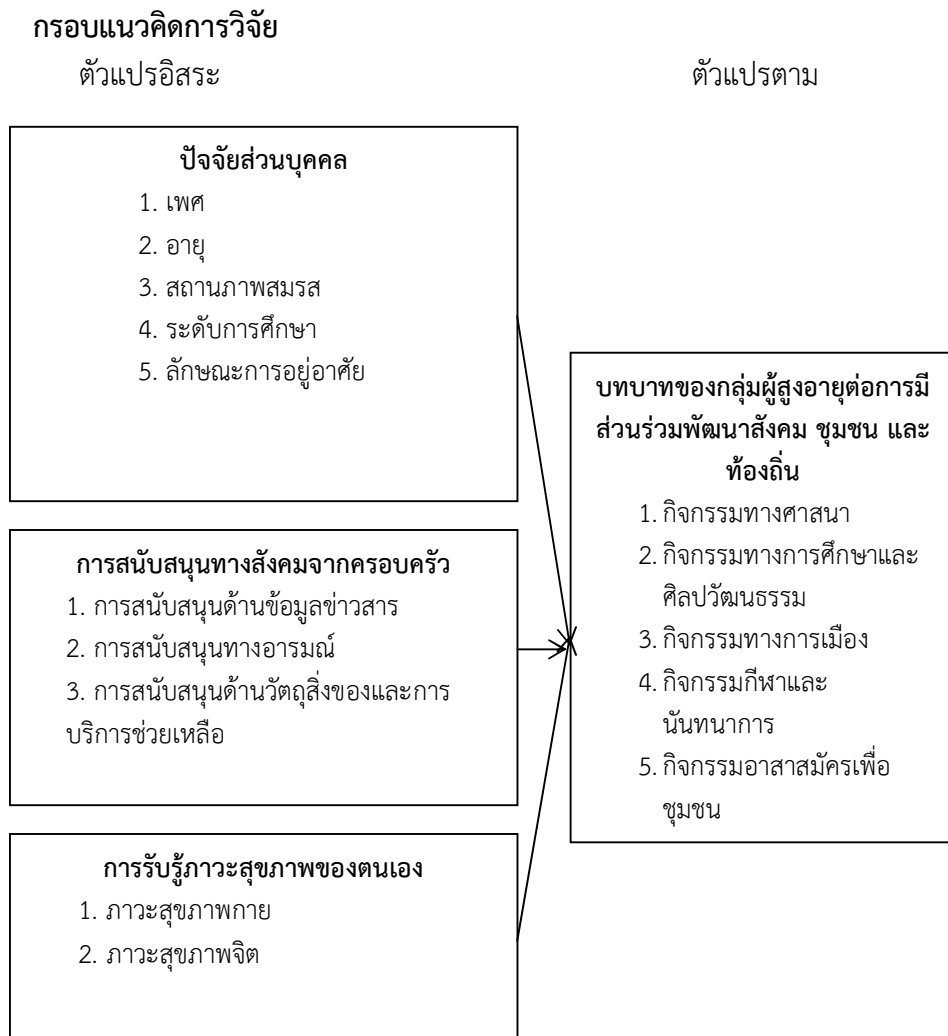 กรอบแนวคิดการวิจัย
ตัวแปรอิสระ
ตัวแปรตาม
ปัจจัยส่วนบุคคล
1. เพศ
2. อายุ
3. สถานภาพสมรส
4. ระดับการศึกษา
5. ลักษณะการอยู่อาศัย
การสนับสนุนทางสังคมจากครอบครัว
1. การสนับสนุนด้านข้อมูลข่าวสาร
2. การสนับสนุนทางอารมณ์
3. การสนับสนุนด้านวัตถุสิ่งของและการ
บริการช่วยเหลือ
การรับรู้ภาวะสุขภาพของตนเอง
1. ภาวะสุขภาพกาย
2. ภาวะสุขภาพจิต
บทบาทของกลุ่มผู้สูงอายุต่อการมี
ส่วนร่วมพัฒนาสังคม ชุมชน และ
ท้องถิ่น
1. กิจกรรมทางศาสนา
2. กิจกรรมทางการศึกษาและ
ศิลปวัฒนธรรม
3. กิจกรรมทางการเมือง
4. กิจกรรมกีฬาและ
นันทนาการ
5. กิจกรรมอาสาสมัครเพื่อ
ชุมชน